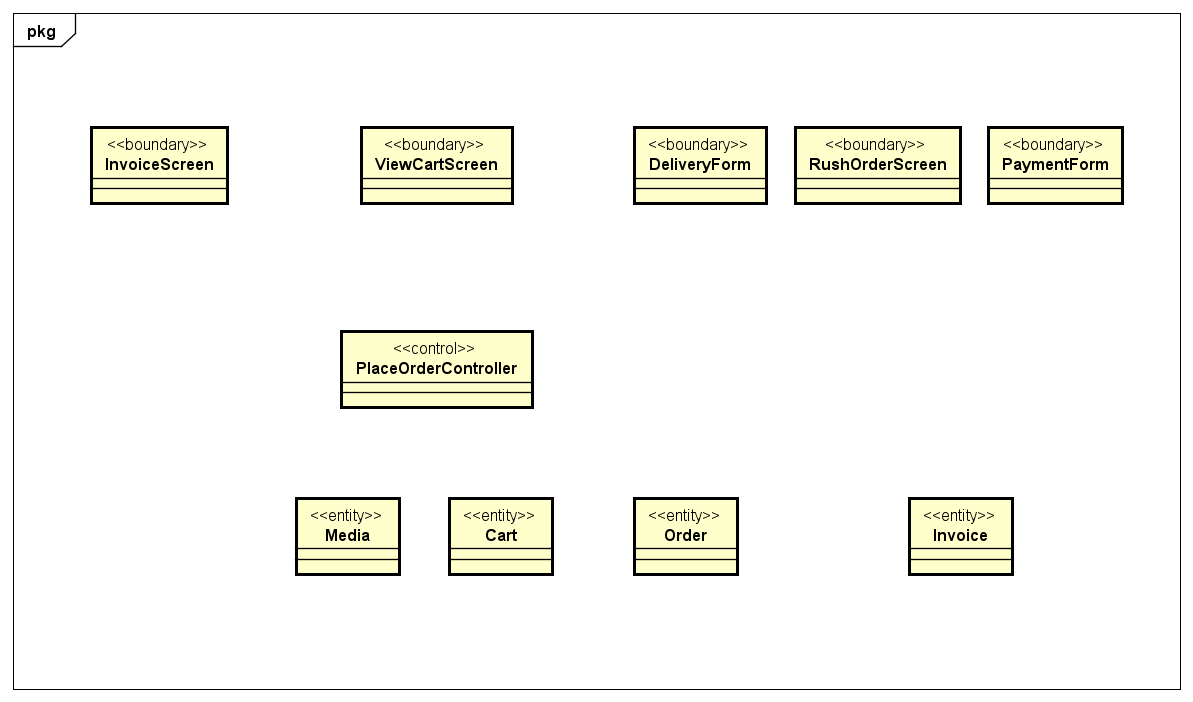 pkg
<<boundary>>
InvoiceScreen
<<boundary>>
ViewCartScreen
<<boundary>>
DeliveryForm
<<boundary>>
RushOrderScreen
<<boundary>>
PaymentForm
<<control>>
PlaceOrderController
<<entity>>
Media
<<entity>>
Cart
<<entity>>
Order
<<entity>>
Invoice